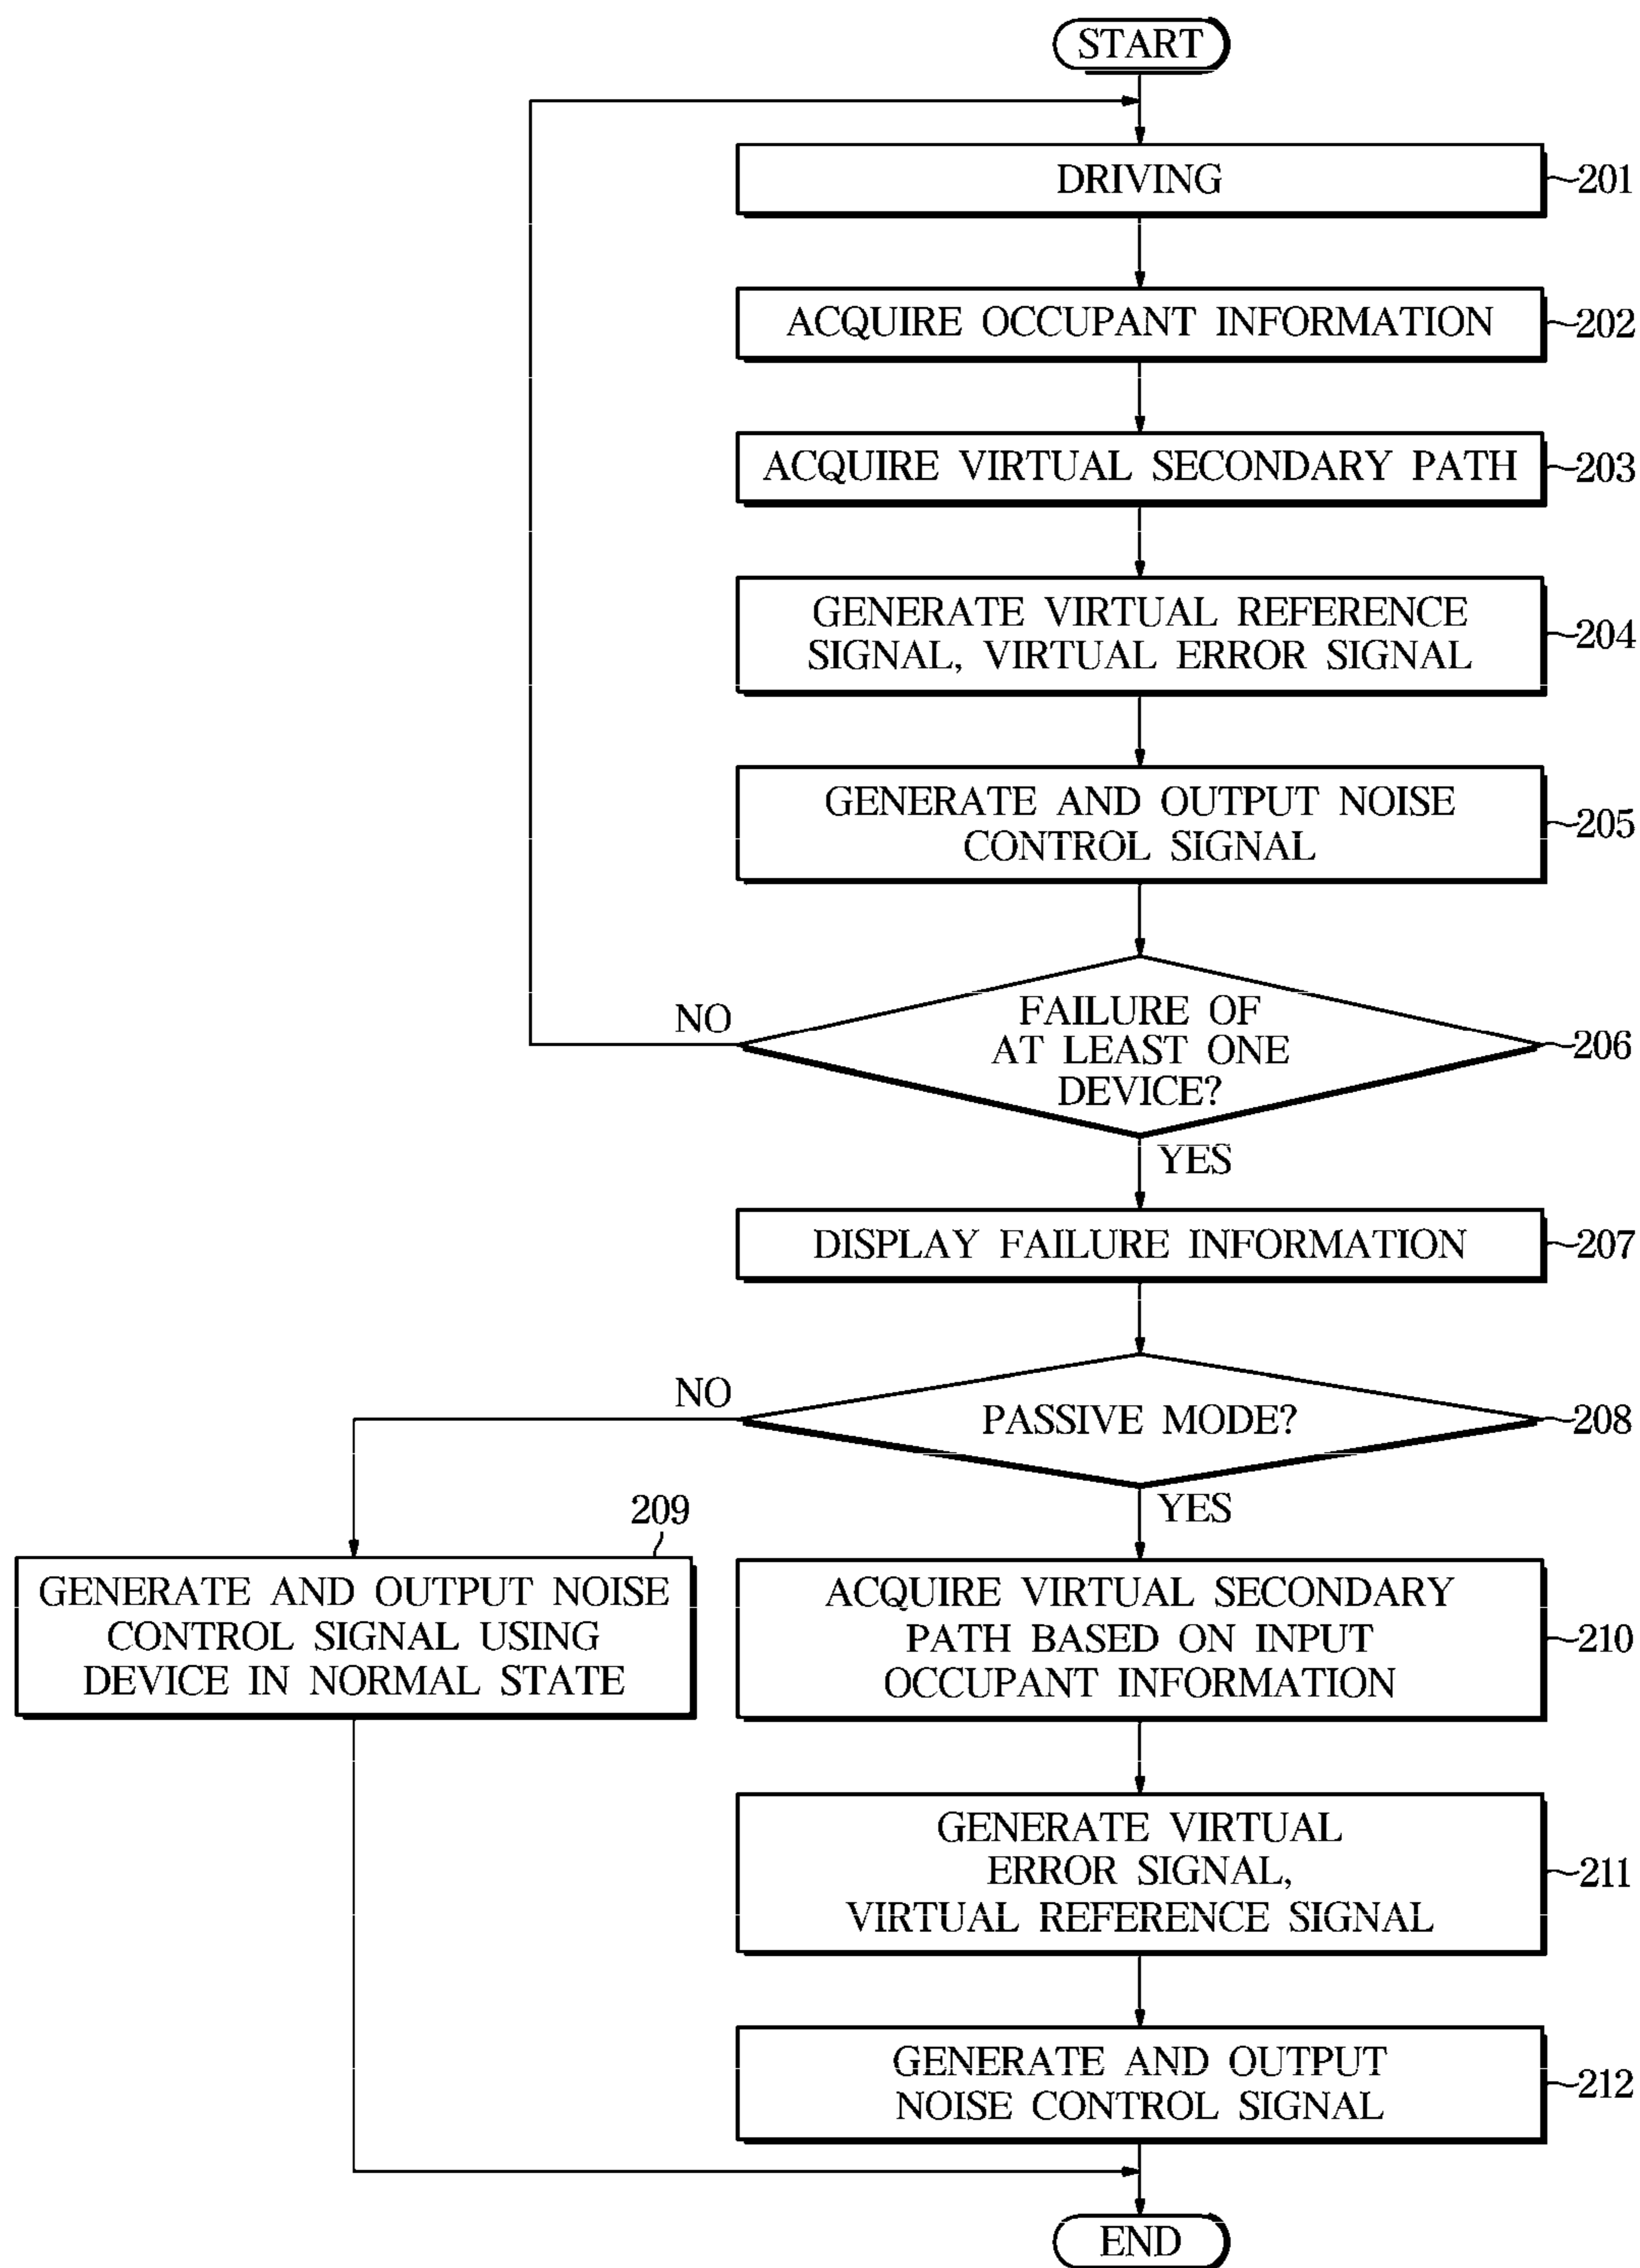 START
DRIVING
201
ACQUIRE OCCUPANT INFORMATION
202
ACQUIRE VIRTUAL SECONDARY PATH
203
GENERATE VIRTUAL REFERENCE
SIGNAL, VIRTUAL ERROR SIGNAL
204
GENERATE AND OUTPUT NOISE
CONTROL SIGNAL
205
FAILURE OF
AT LEAST ONE
DEVICE?
206
NO
YES
DISPLAY FAILURE INFORMATION
207
PASSIVE MODE?
208
NO
YES
209
GENERATE AND OUTPUT NOISE
CONTROL SIGNAL USING
DEVICE IN NORMAL STATE
ACQUIRE VIRTUAL SECONDARY
PATH BASED ON INPUT
OCCUPANT INFORMATION
210
GENERATE VIRTUAL
ERROR SIGNAL,
VIRTUAL REFERENCE SIGNAL
211
GENERATE AND OUTPUT
NOISE CONTROL SIGNAL
212
END